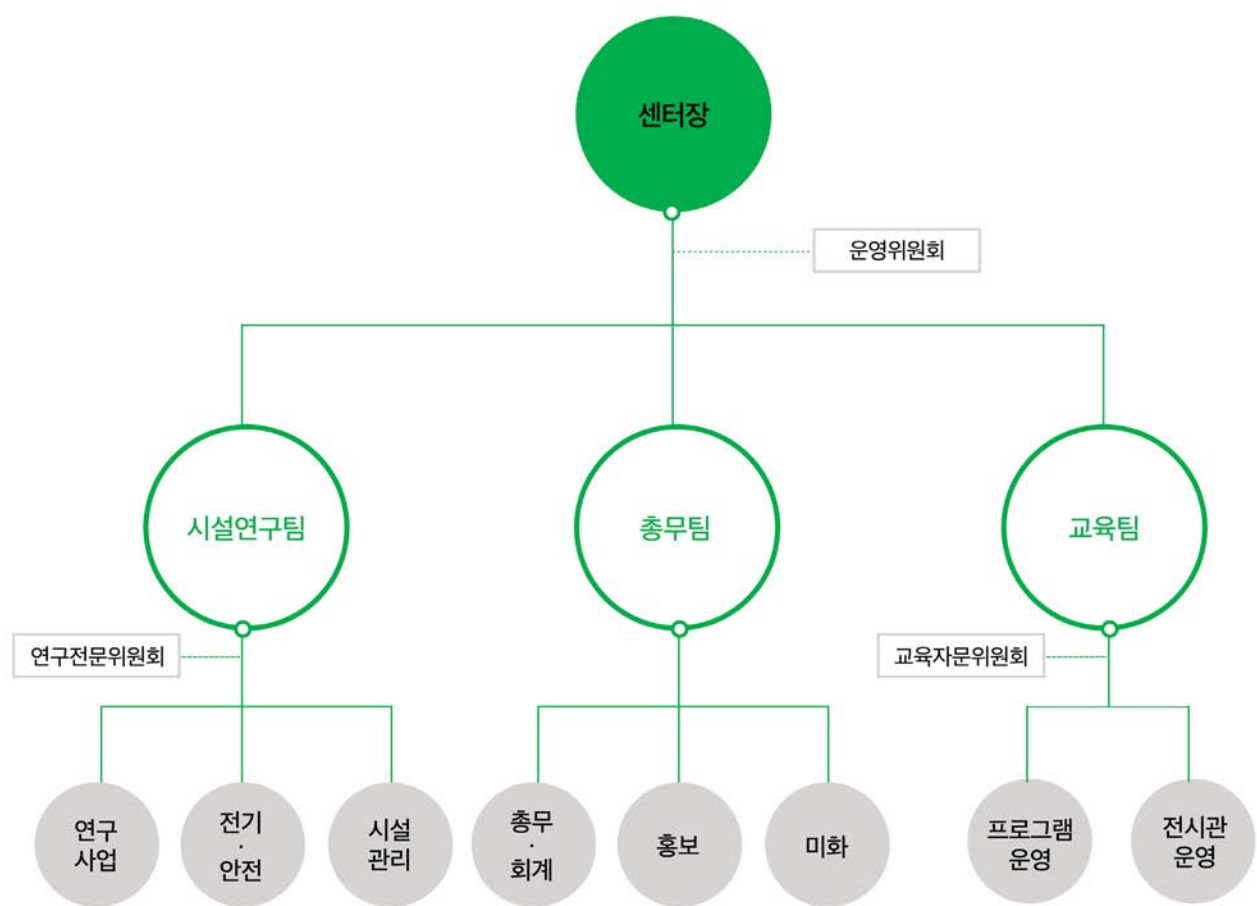 센터장
운영위원회
시설연구팀
총무팀
교육팀
연구전문위원회
교육자문위원회
연구
사업
전기
·
안전
시설
관리
총무
·
회계
홍보
미화
프로그램
운영
전시관
운영